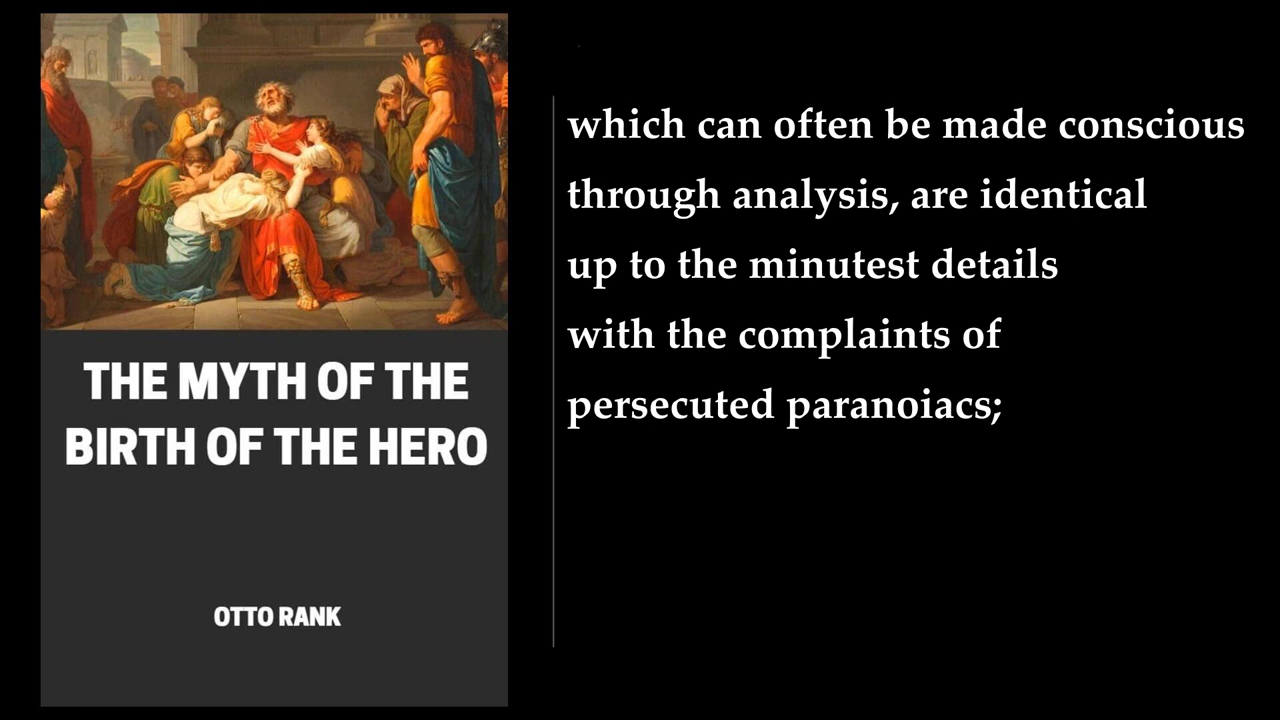 THE MYTH OF THE
BIRTH OF THE HERO
OTTO RANK
which can often be made conscious
through analysis, are identical
up to the minutest details
with the complaints of
persecuted paranoiacs;